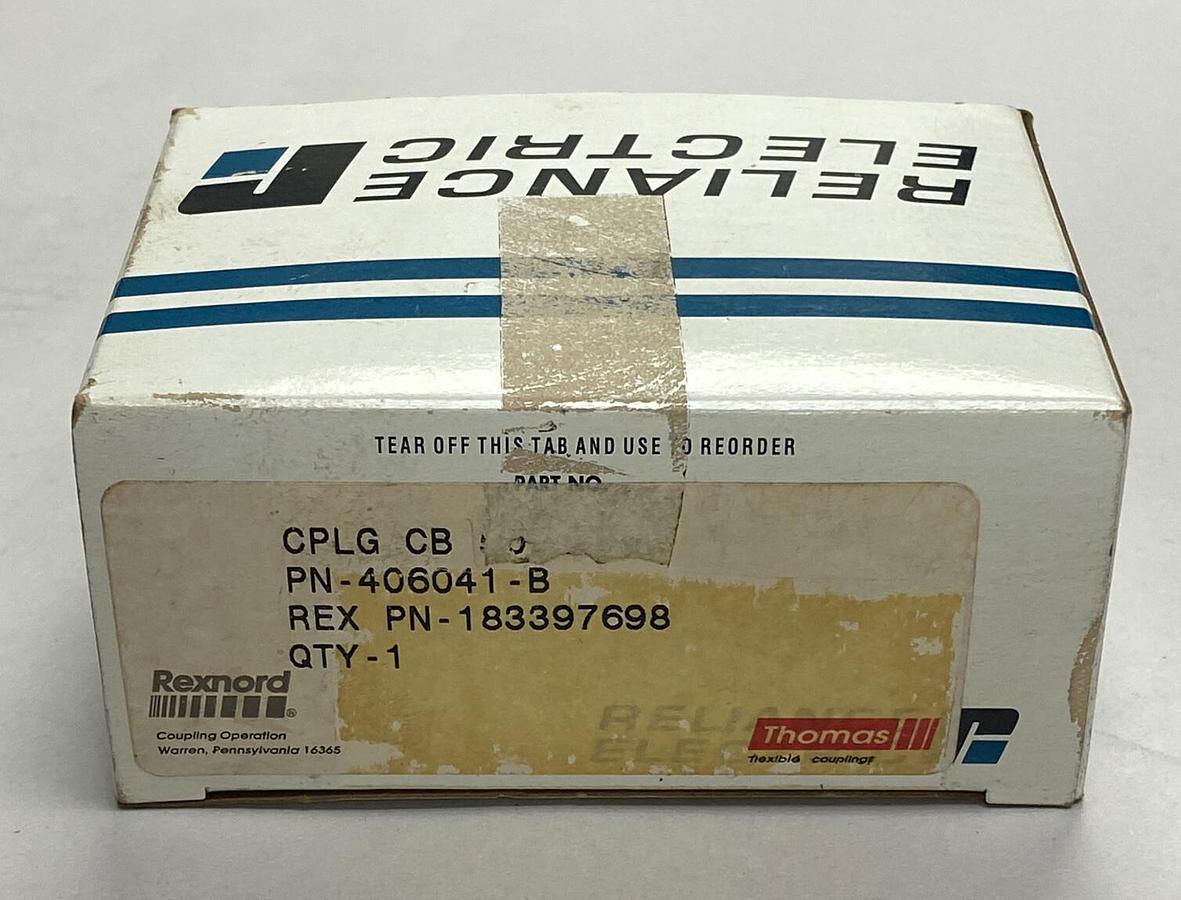 RELIANCE
ELECTRIC
TEAR OFF THIS TAB AND USE TO REORDER
PART NO.
CPLG CB
PN-406041-B
REX PN-183397698
QTY-1
Rexnord
®
Coupling Operation
Warren, Pennsylvania 16365
RELIANCE
ELECTRIC
Thomas
flexible couplings